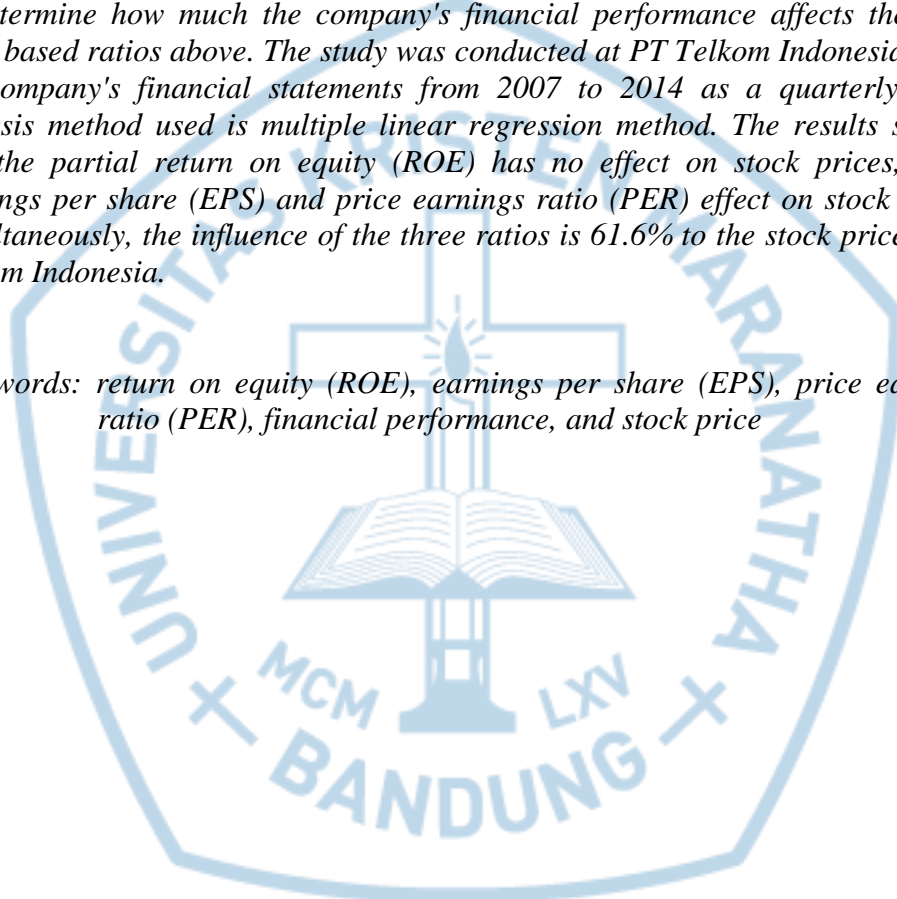 termine how much the company's financial performance affects the
based ratios above. The study was conducted at PT Telkom Indonesia
ompany's financial statements from 2007 to 2014 as a quarterly
sis method used is multiple linear regression method. The results s
the partial return on equity (ROE) has no effect on stock prices,
ngs per share (EPS) and price earnings ratio (PER) effect on stock
ltaneously, the influence of the three ratios is 61.6% to the stock price
m Indonesia.
words: return on equity (ROE), earnings per share (EPS), price ea
ratio (PER), financial performance, and stock price
UNIVERSITAS KRISTEN MARANATHA
MCM LXV
BANDUNG